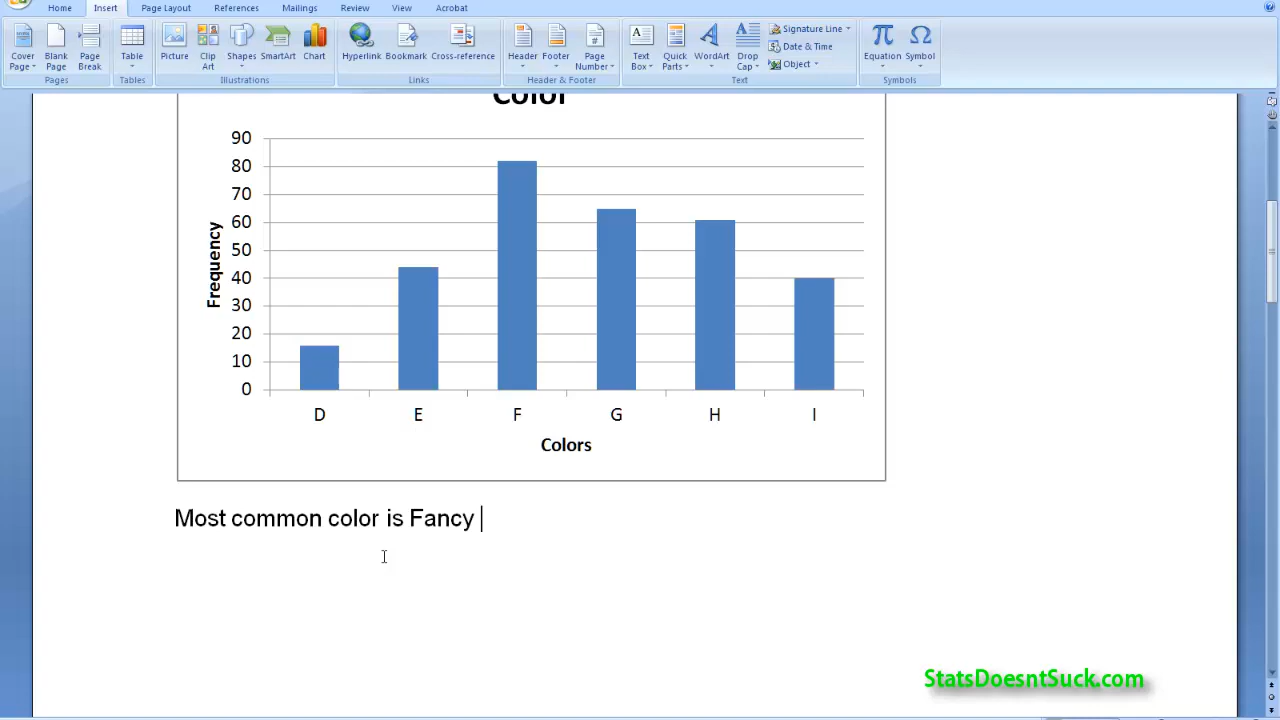 Home Insert Page Layout References Mailings Review View Acrobat
Cover Page Blank Page Page Break Table Picture Clip Art Shapes SmartArt Chart Hyperlink Bookmark Cross-reference Header Footer Page Number Text Box Quick Parts WordArt Drop Cap Signature Line Date & Time Object Equation Symbol
Pages Tables Illustrations Links Header & Footer Text Symbols
Color
90
80
70
60
50
40
30
20
10
0
Frequency
D E F G H I
Colors
Most common color is Fancy
StatsDoesntSuck.com